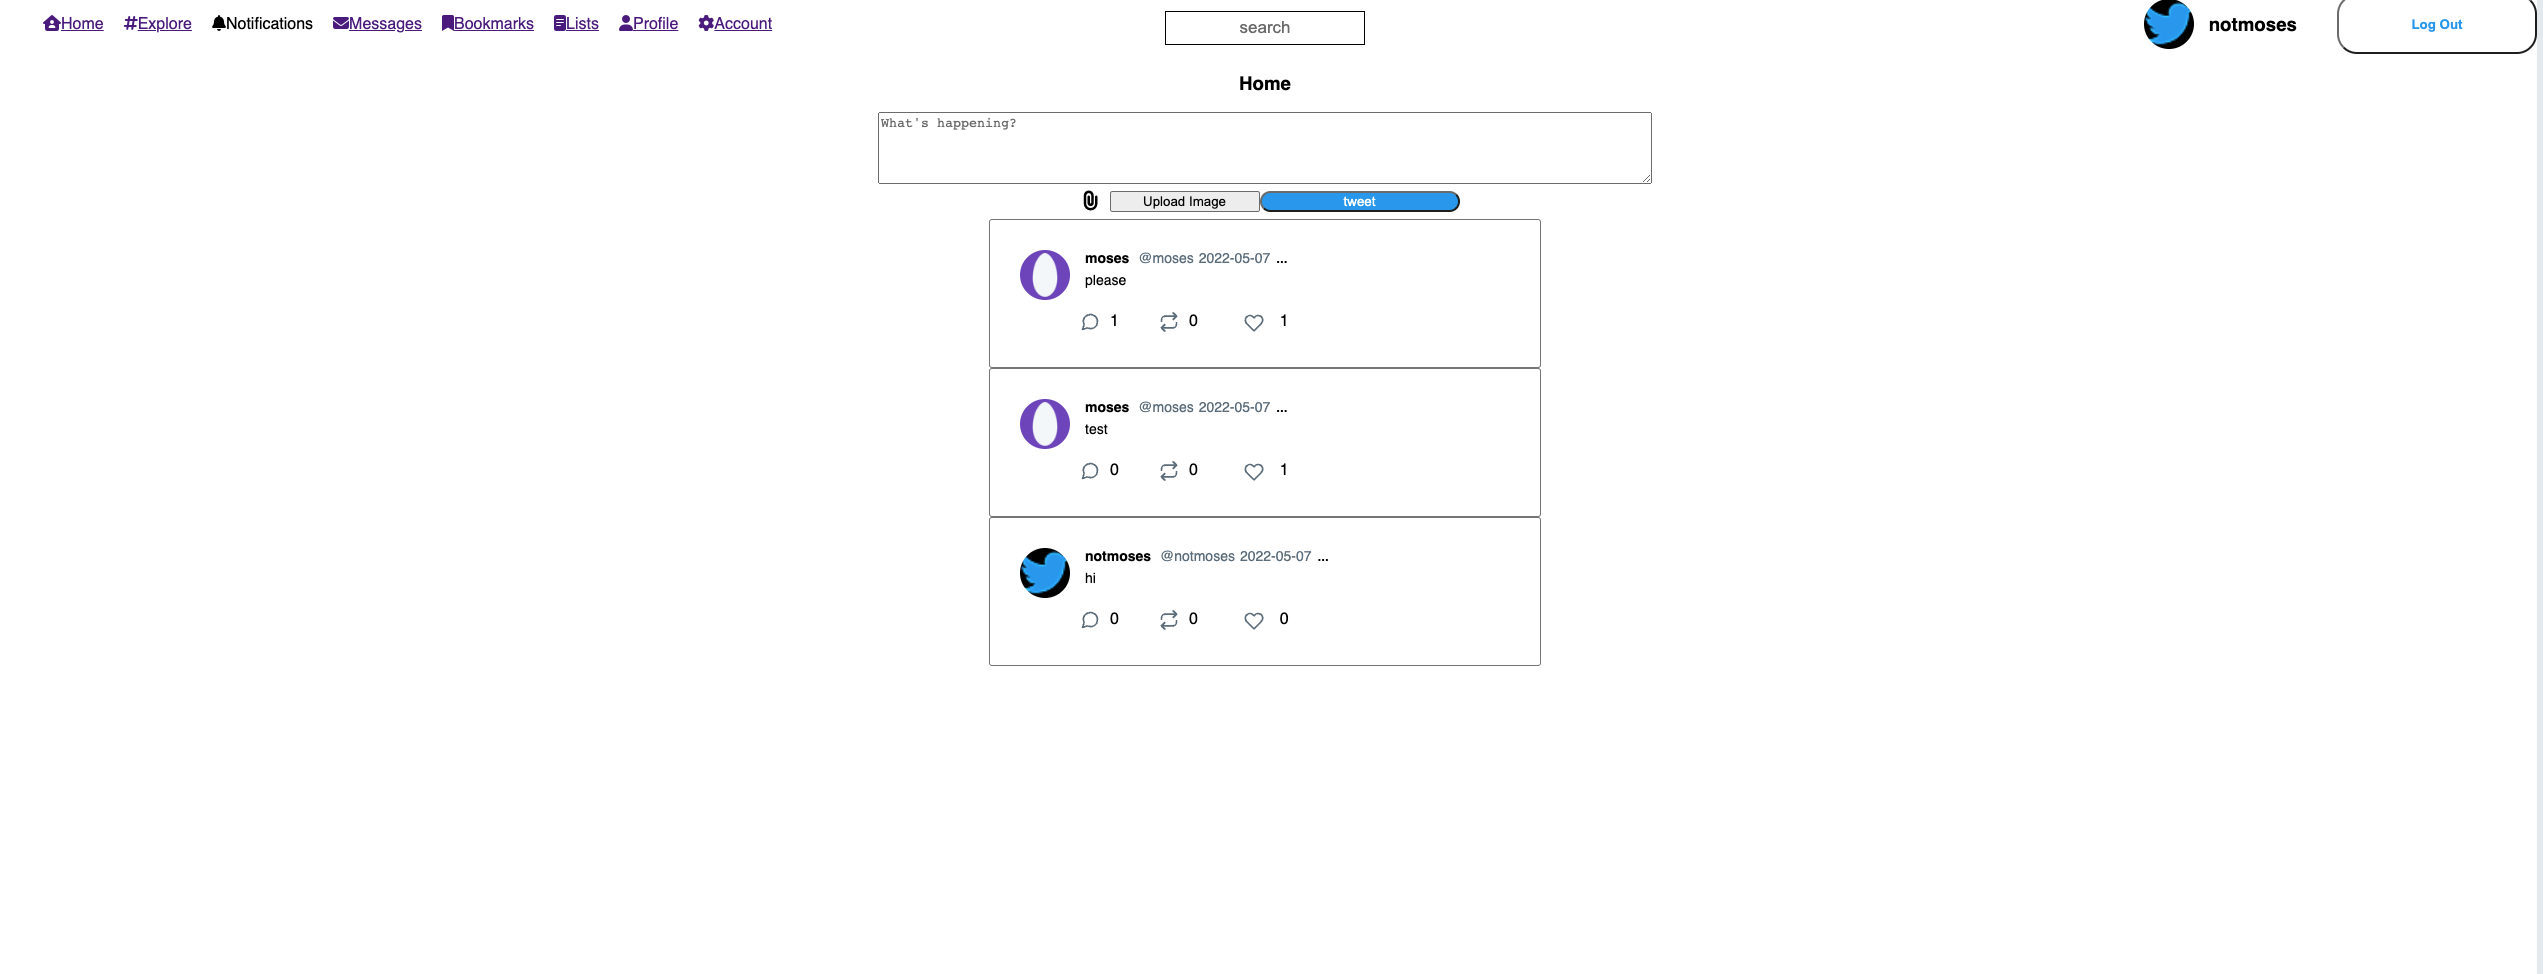 Home Explore Notifications Messages Bookmarks Lists Profile Account search notmoses Log Out
Home
What's happening?
Upload Image tweet
moses @moses 2022-05-07 ...
please
1 0 1
moses @moses 2022-05-07 ...
test
0 0 1
notmoses @notmoses 2022-05-07 ...
hi
0 0 0